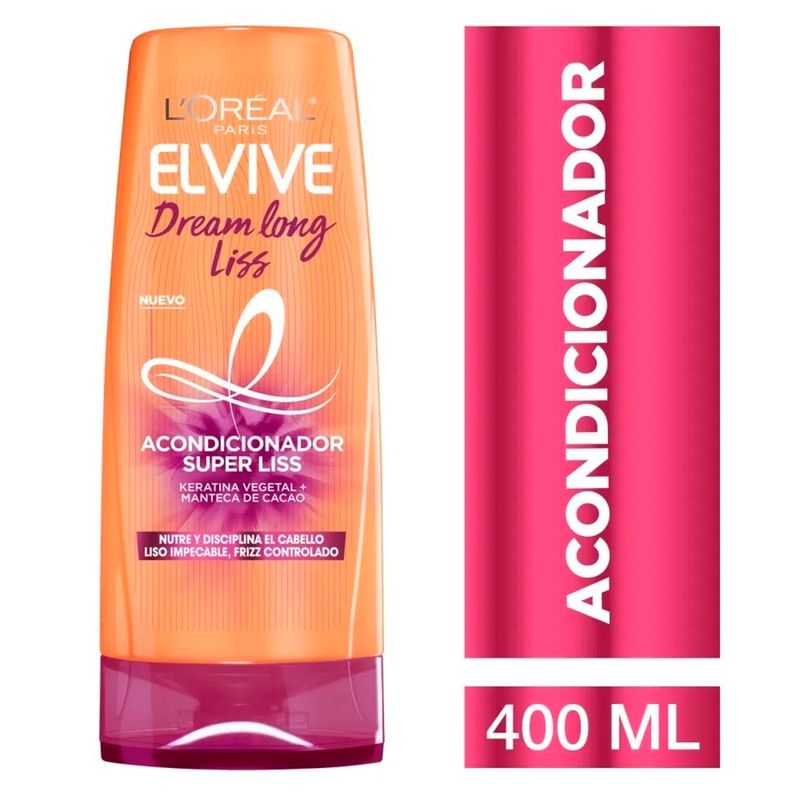 L'ORÉAL
PARIS
ELVIVE
Dream long
Liss
NUEVO
ACONDICIONADOR
SUPER LISS
KERATINA VEGETAL +
MANTECA DE CACAO
NUTRE Y DISCIPLINA EL CABELLO
LISO IMPECABLE, FRIZZ CONTROLADO
ACONDICIONADOR
400 ML